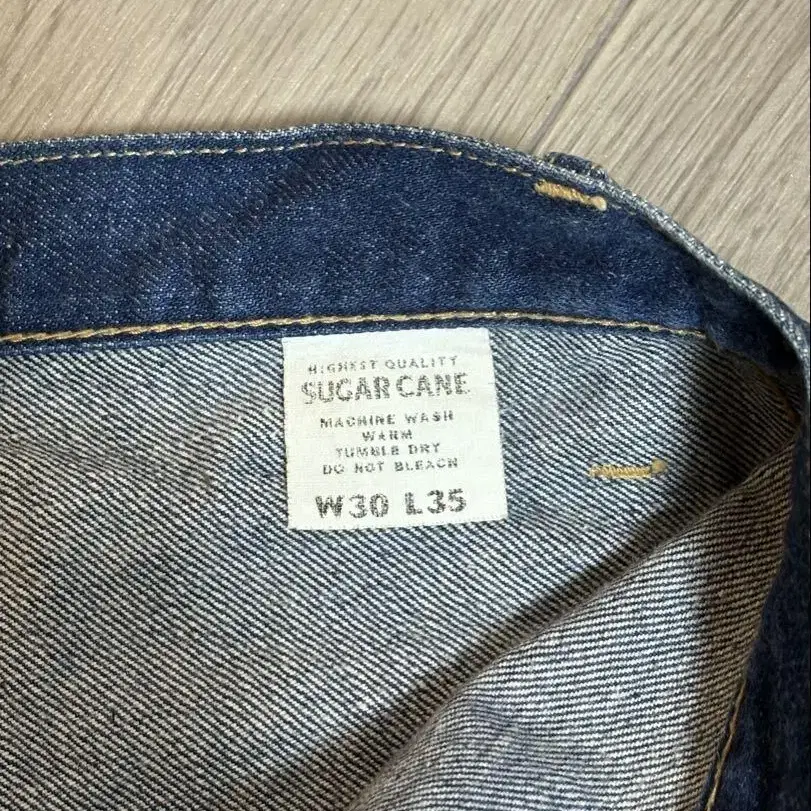 HIGHEST QUALITY
SUGAR CANE
MACHINE WASH
WARM
TUMBLE DRY
DO NOT BLEACH
W30 L35